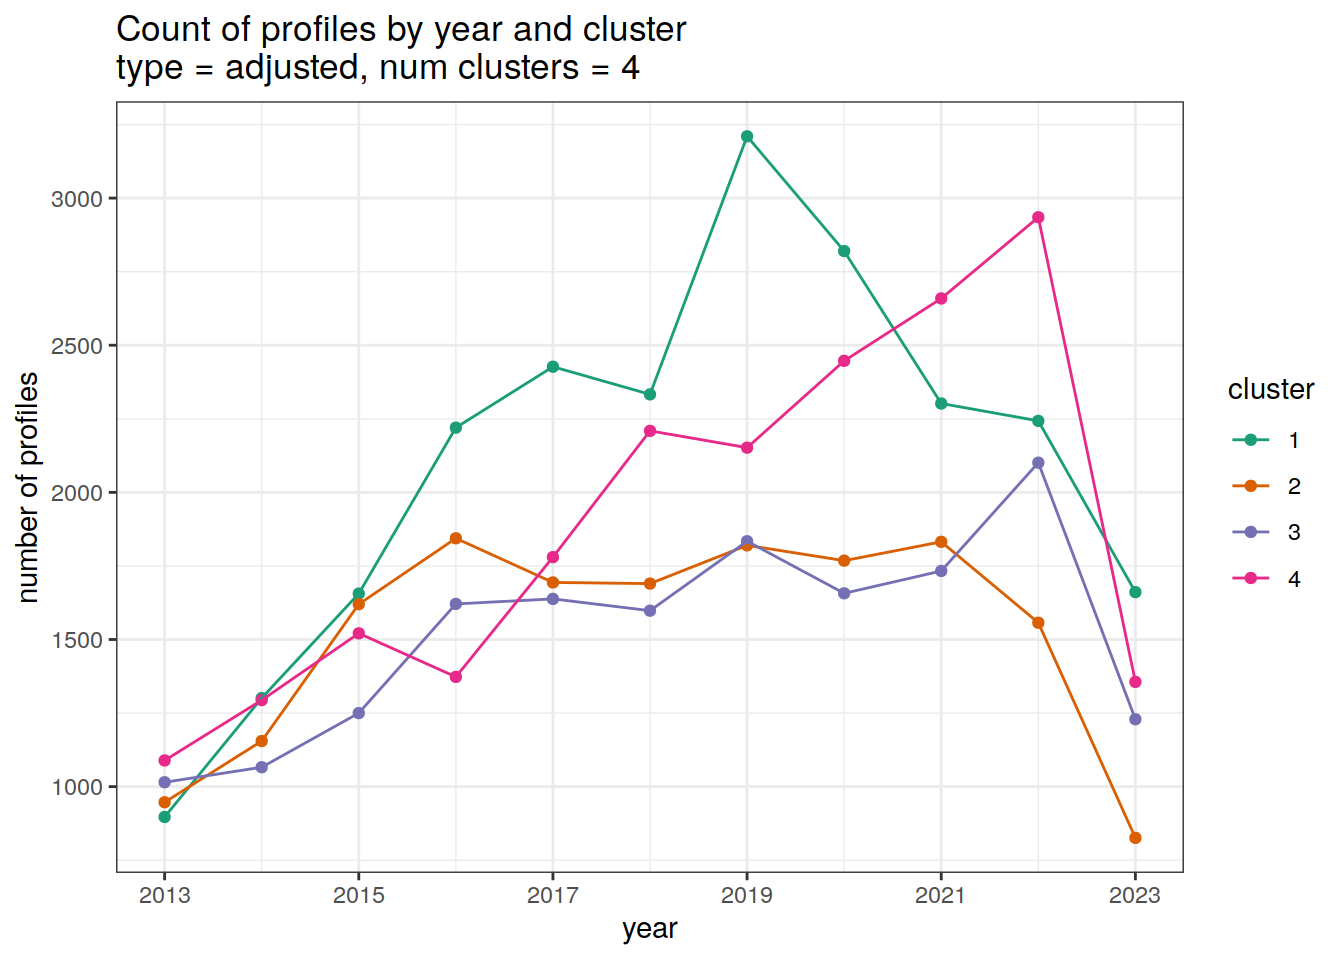 Count of profiles by year and cluster
type = adjusted, num clusters = 4
3000
2500
2000
1500
1000
number of profiles
2013 2015 2017 2019 2021 2023
year
cluster
1
2
3
4